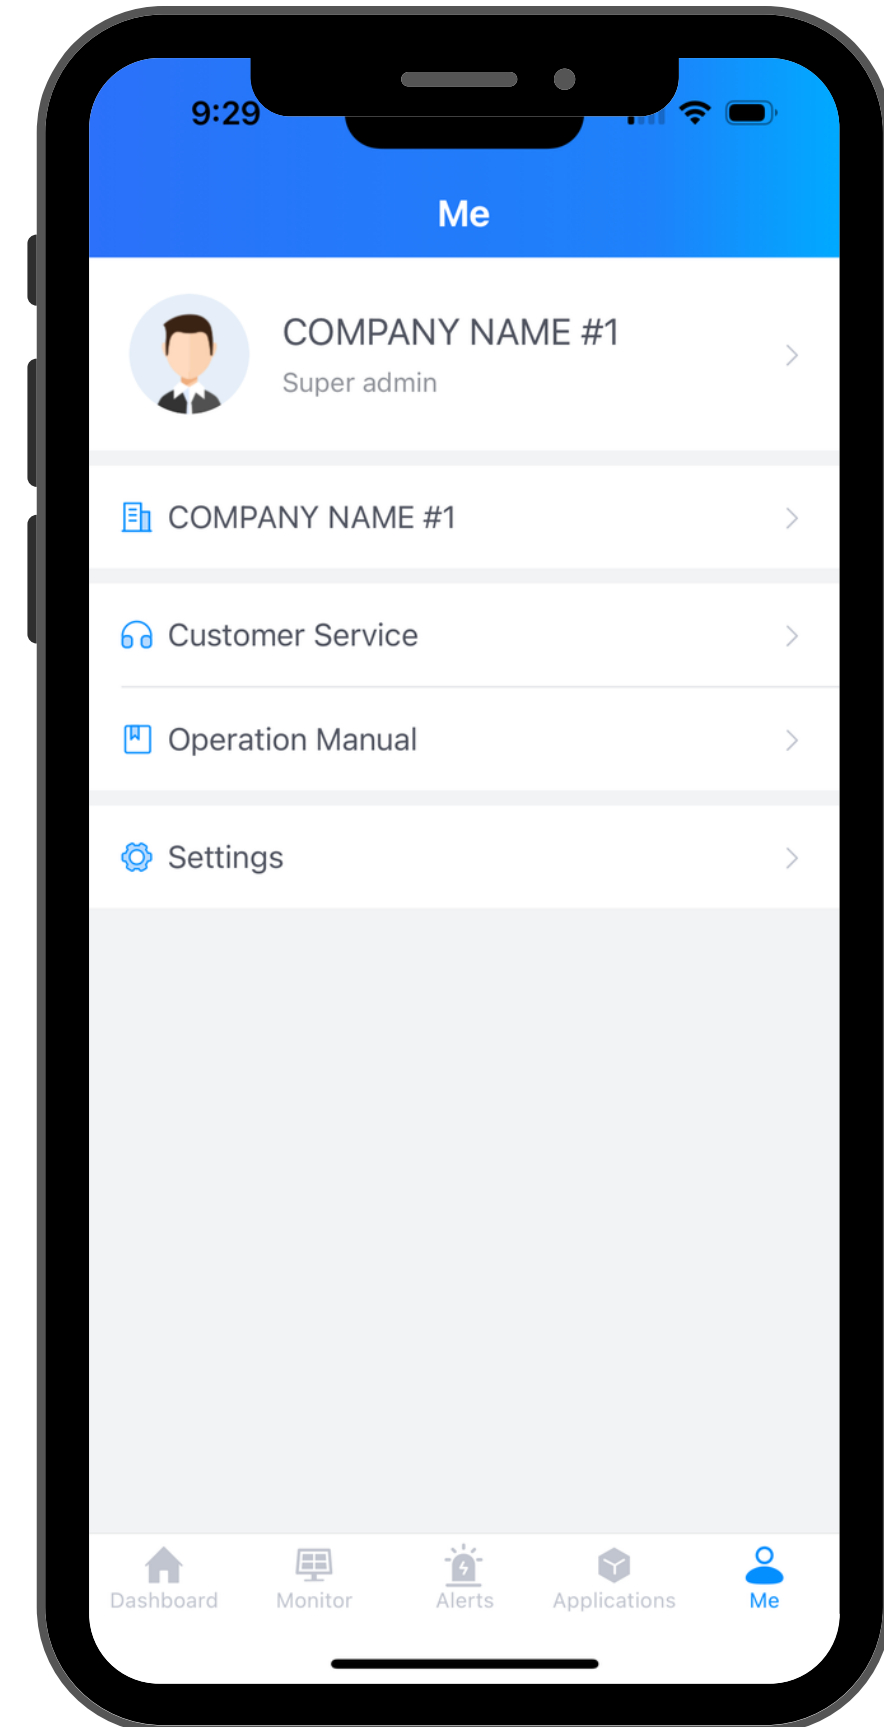 9:29
Me
COMPANY NAME #1
Super admin
COMPANY NAME #1
Customer Service
Operation Manual
Settings
Dashboard Monitor Alerts Applications Me